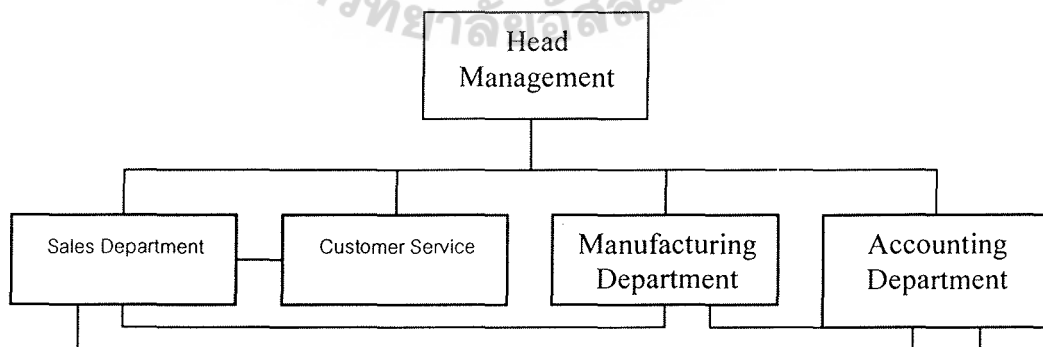 Head
Management
Sales Department
Customer Service
Manufacturing
Department
Accounting
Department